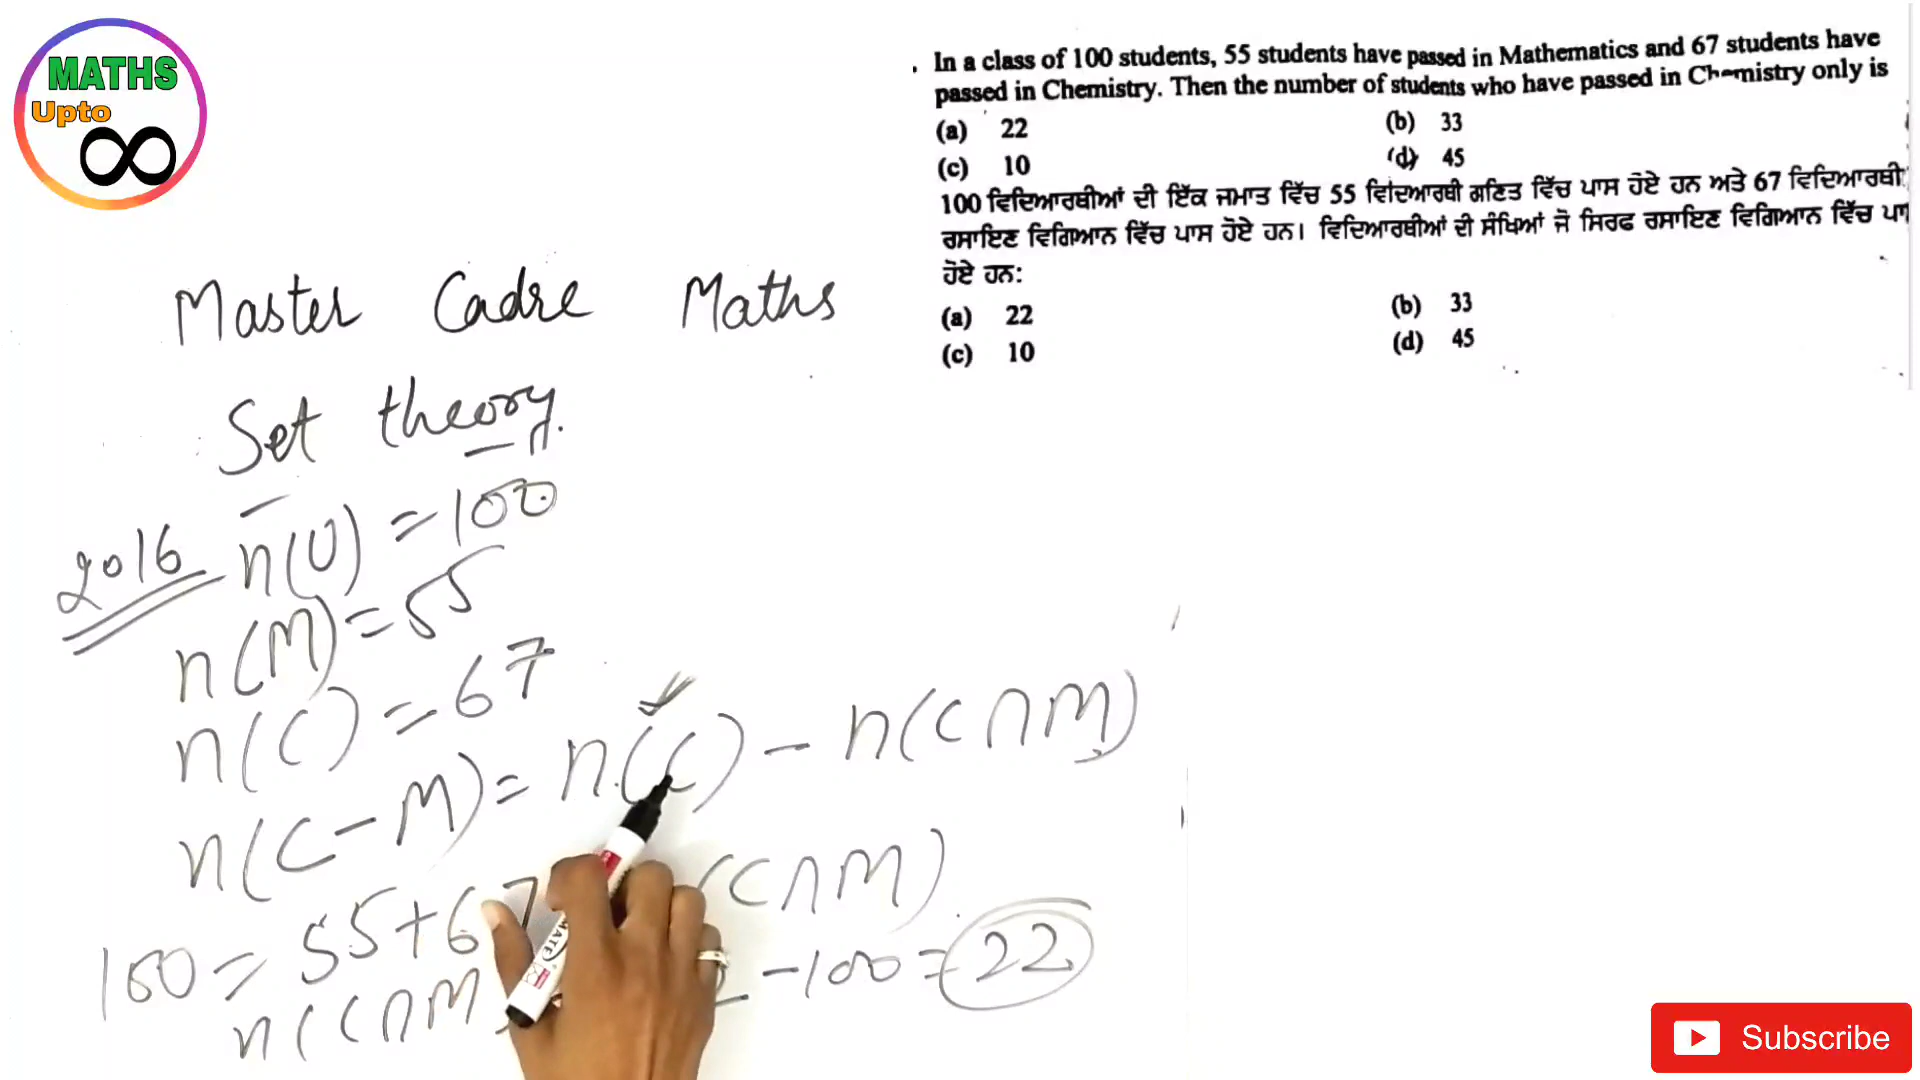 MATHS
Upto
∞
. In a class of 100 students, 55 students have passed in Mathematics and 67 students have
passed in Chemistry. Then the number of students who have passed in Chemistry only is
(a) 22 (b) 33
(c) 10 (d) 45
100 ਵਿਦਿਆਰਥੀਆਂ ਦੀ ਇੱਕ ਜਮਾਤ ਵਿੱਚ 55 ਵਿਦਿਆਰਥੀ ਗਣਿਤ ਵਿੱਚ ਪਾਸ ਹੋਏ ਹਨ ਅਤੇ 67 ਵਿਦਿਆਰਥੀ
ਰਸਾਇਣ ਵਿਗਿਆਨ ਵਿੱਚ ਪਾਸ ਹੋਏ ਹਨ। ਵਿਦਿਆਰਥੀਆਂ ਦੀ ਸੰਖਿਆਂ ਜੋ ਸਿਰਫ ਰਸਾਇਣ ਵਿਗਿਆਨ ਵਿੱਚ ਪਾ
ਹੋਏ ਹਨ:
(a) 22 (b) 33
(c) 10 (d) 45
Master Cadre Maths
Set theory.
2016
n(U) = 100
n(M) = 55
n(C) = 67
n(C-M) = n(C) - n(C∩M)
100 = 55+67 (C∩M)
n(C∩M -100 = 22
Subscribe